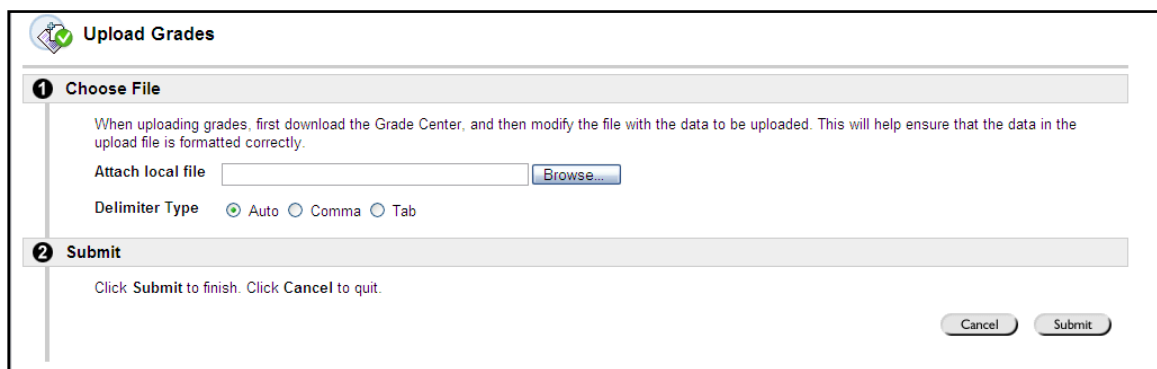 Upload Grades
1 Choose File
When uploading grades, first download the Grade Center, and then modify the file with the data to be uploaded. This will help ensure that the data in the
upload file is formatted correctly.
Attach local file Browse...
Delimiter Type Auto Comma Tab
2 Submit
Click Submit to finish. Click Cancel to quit.
Cancel Submit